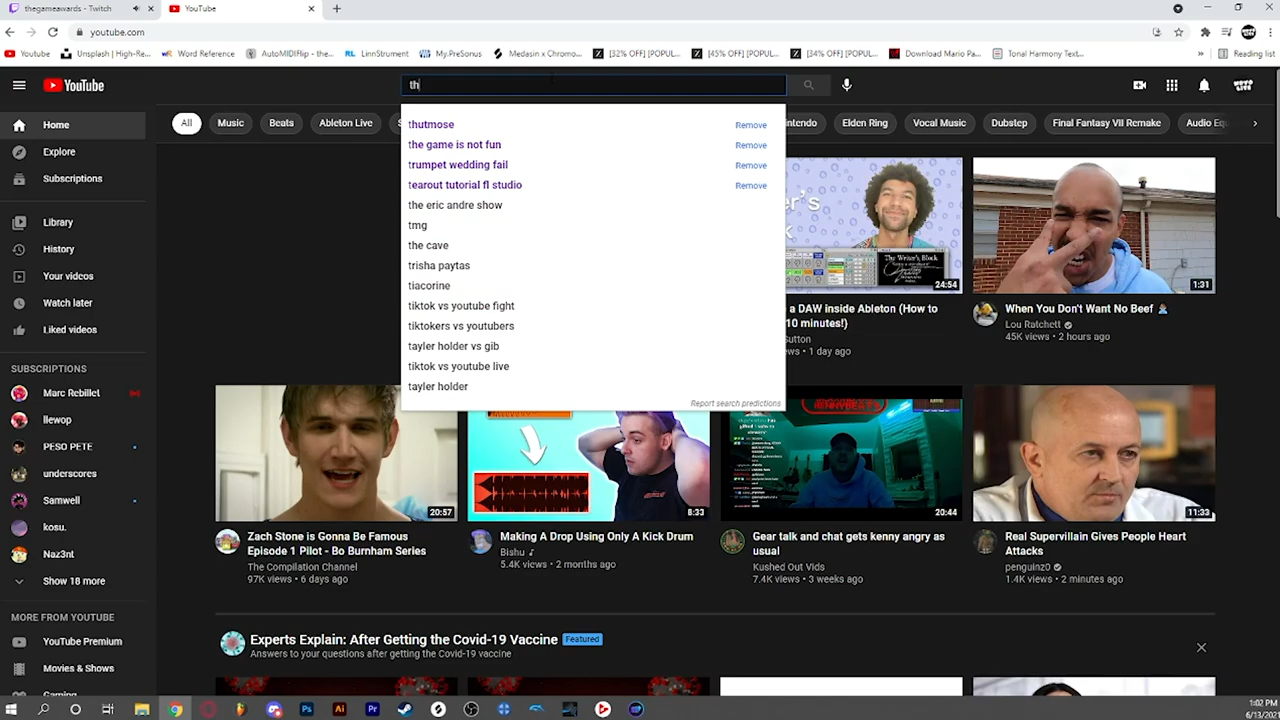 thegameawards - Twitch
YouTube
youtube.com
Youtube
Unsplash | High-Re...
Word Reference
AutoMIDIflip - the...
LinnStrument
My.PreSonus
Medasin x Chromo...
[32% OFF] [POPUL...
[45% OFF] [POPUL...
[34% OFF] [POPUL...
Download Mario Pa...
Tonal Harmony Text...
Reading list
YouTube
th
All
Music
Beats
Ableton Live
ntendo
Elden Ring
Vocal Music
Dubstep
Final Fantasy VII Remake
Audio Equ
thutmose Remove
the game is not fun Remove
trumpet wedding fail Remove
tearout tutorial fl studio Remove
the eric andre show
tmg
the cave
trisha paytas
tiacorine
tiktok vs youtube fight
tiktokers vs youtubers
tayler holder vs gib
tiktok vs youtube live
tayler holder
Report search predictions
Home
Explore
Subscriptions
Library
History
Your videos
Watch later
Liked videos
SUBSCRIPTIONS
Marc Rebillet
liewop
PETE
underscores
Samwell
kosu.
Naz3nt
Show 18 more
MORE FROM YOUTUBE
YouTube Premium
Movies & Shows
Gaming
The Writer's
Block
24:54
a DAW inside Ableton (How to
10 minutes!)
utton
ews • 1 day ago
1:31
When You Don't Want No Beef
Lou Ratchett
45K views • 2 hours ago
20:57
Zach Stone is Gonna Be Famous
Episode 1 Pilot - Bo Burnham Series
The Compilation Channel
97K views • 6 days ago
8:33
Making A Drop Using Only A Kick Drum
Bishu
5.4K views • 2 months ago
20:44
Gear talk and chat gets kenny angry as
usual
Kushed Out Vids
7.4K views • 3 weeks ago
11:33
Real Supervillain Gives People Heart
Attacks
penguinz0
1.4K views • 2 minutes ago
Experts Explain: After Getting the Covid-19 Vaccine Featured
Answers to your questions after getting the Covid-19 vaccine
1:02 PM
6/13/2021